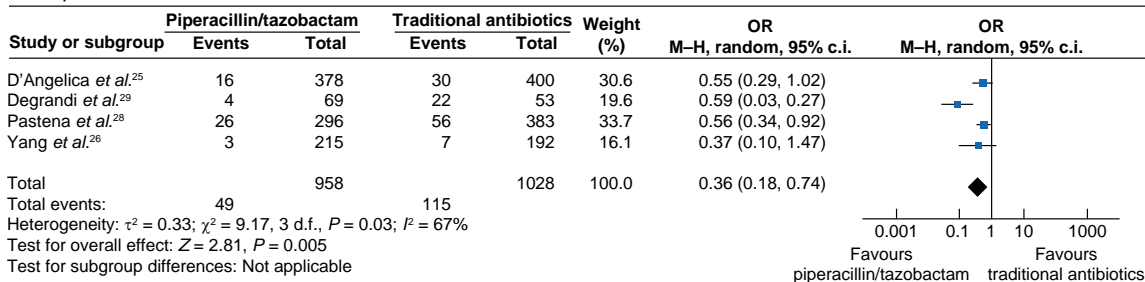 Piperacillin/tazobactam Traditional antibiotics Weight OR OR
Study or subgroup Events Total Events Total (%) M–H, random, 95% c.i. M–H, random, 95% c.i.
D'Angelica et al.25 16 378 30 400 30.6 0.55 (0.29, 1.02)
Degrandi et al.29 4 69 22 53 19.6 0.59 (0.03, 0.27)
Pastena et al.28 26 296 56 383 33.7 0.56 (0.34, 0.92)
Yang et al.26 3 215 7 192 16.1 0.37 (0.10, 1.47)
Total 958 1028 100.0 0.36 (0.18, 0.74)
Total events: 49 115
Heterogeneity: τ² = 0.33; χ² = 9.17, 3 d.f., P = 0.03; I² = 67%
Test for overall effect: Z = 2.81, P = 0.005
Test for subgroup differences: Not applicable
0.001 0.1 1 10 1000
Favours Favours
piperacillin/tazobactam traditional antibiotics